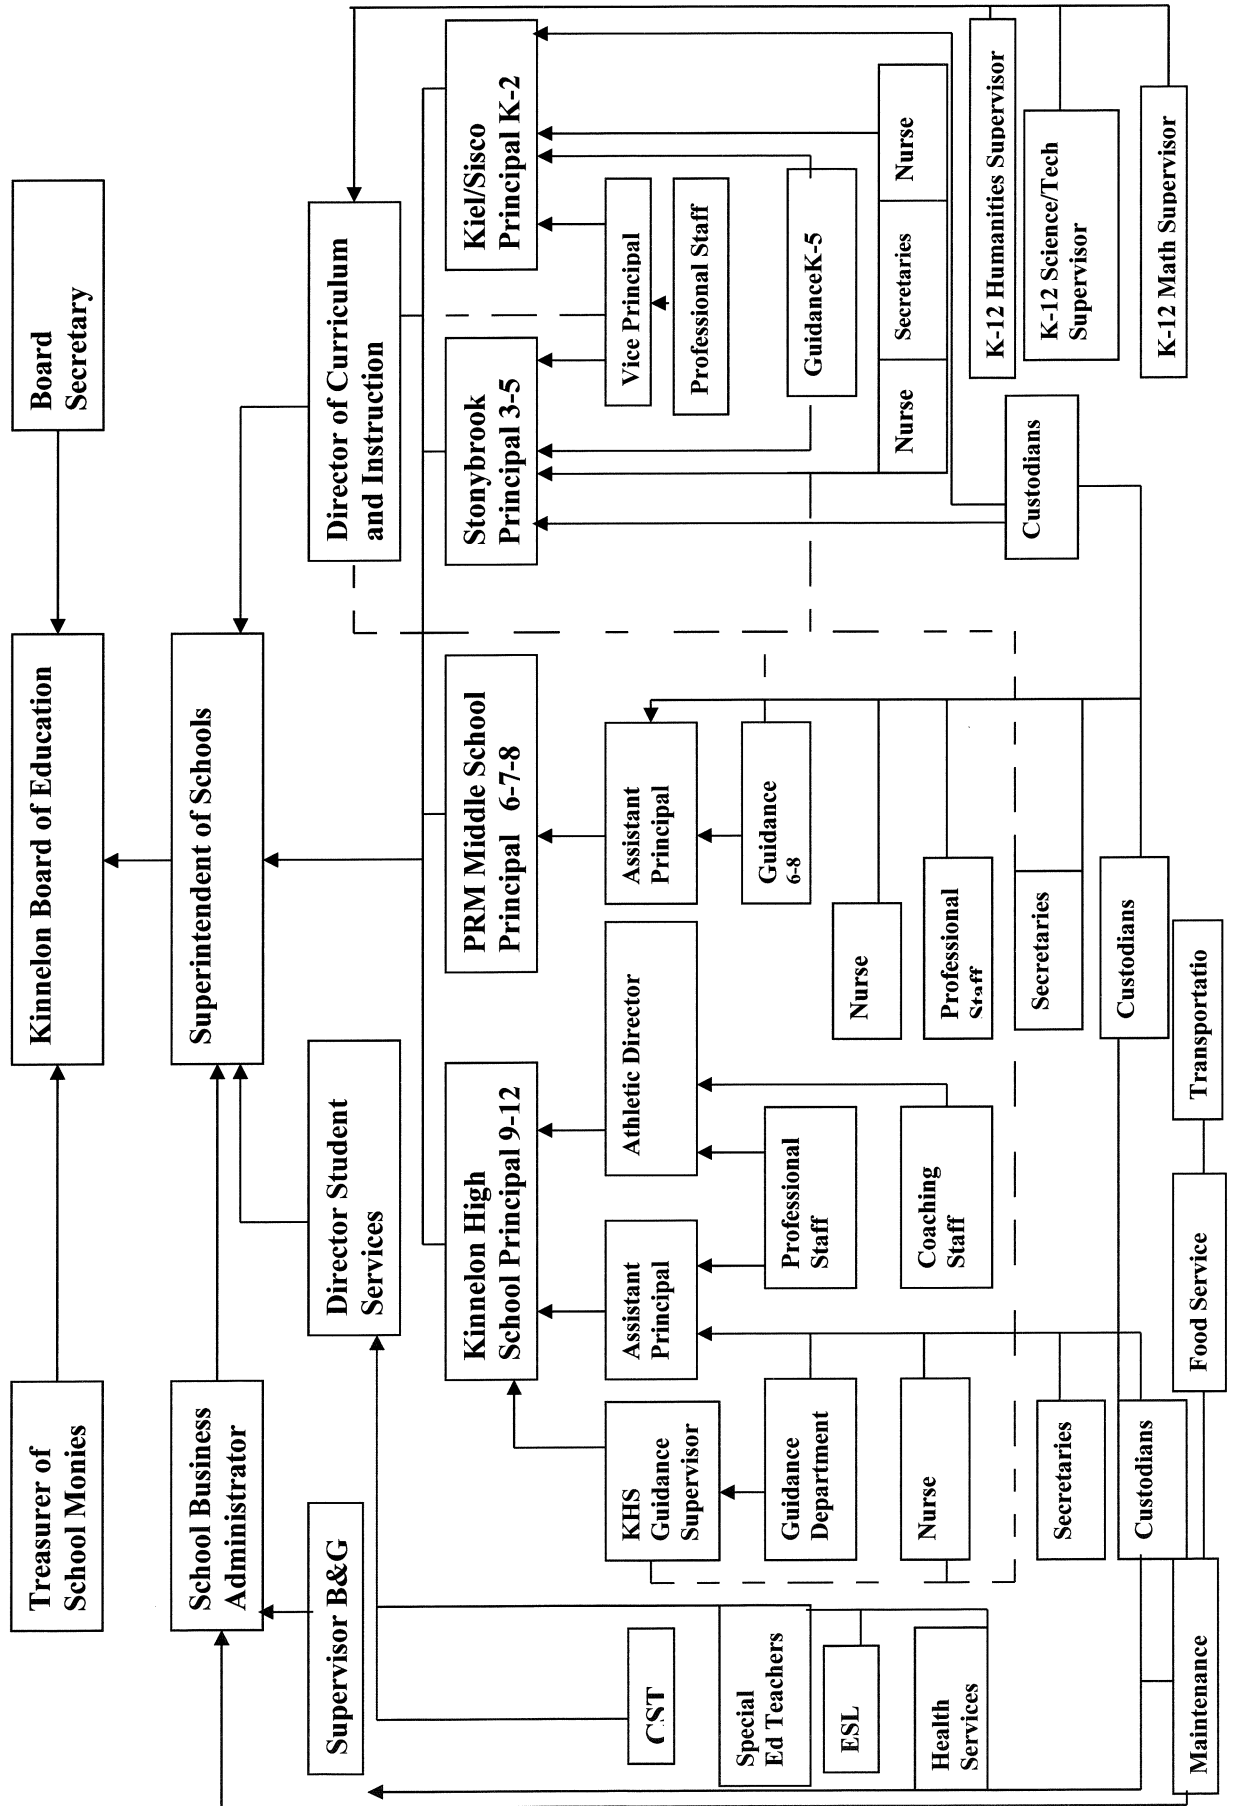 Treasurer of
School Monies
Kinnelon Board of Education
Board
Secretary
School Business
Administrator
Superintendent of Schools
Supervisor B&G
Director Student
Services
Director of Curriculum
and Instruction
Kinnelon High
School Principal 9-12
PRM Middle School
Principal 6-7-8
Stonybrook
Principal 3-5
Kiel/Sisco
Principal K-2
CST
KHS
Guidance
Supervisor
Assistant
Principal
Athletic Director
Assistant
Principal
Vice Principal
Professional Staff
Special
Ed Teachers
Guidance
Department
Professional
Staff
Guidance
6-8
GuidanceK-5
ESL
Nurse
Nurse
Secretaries
Nurse
Health
Services
Nurse
Coaching
Staff
Professional
Staff
K-12 Humanities Supervisor
Secretaries
Secretaries
Custodians
K-12 Science/Tech
Supervisor
Custodians
Custodians
K-12 Math Supervisor
Maintenance
Food Service
Transportatio